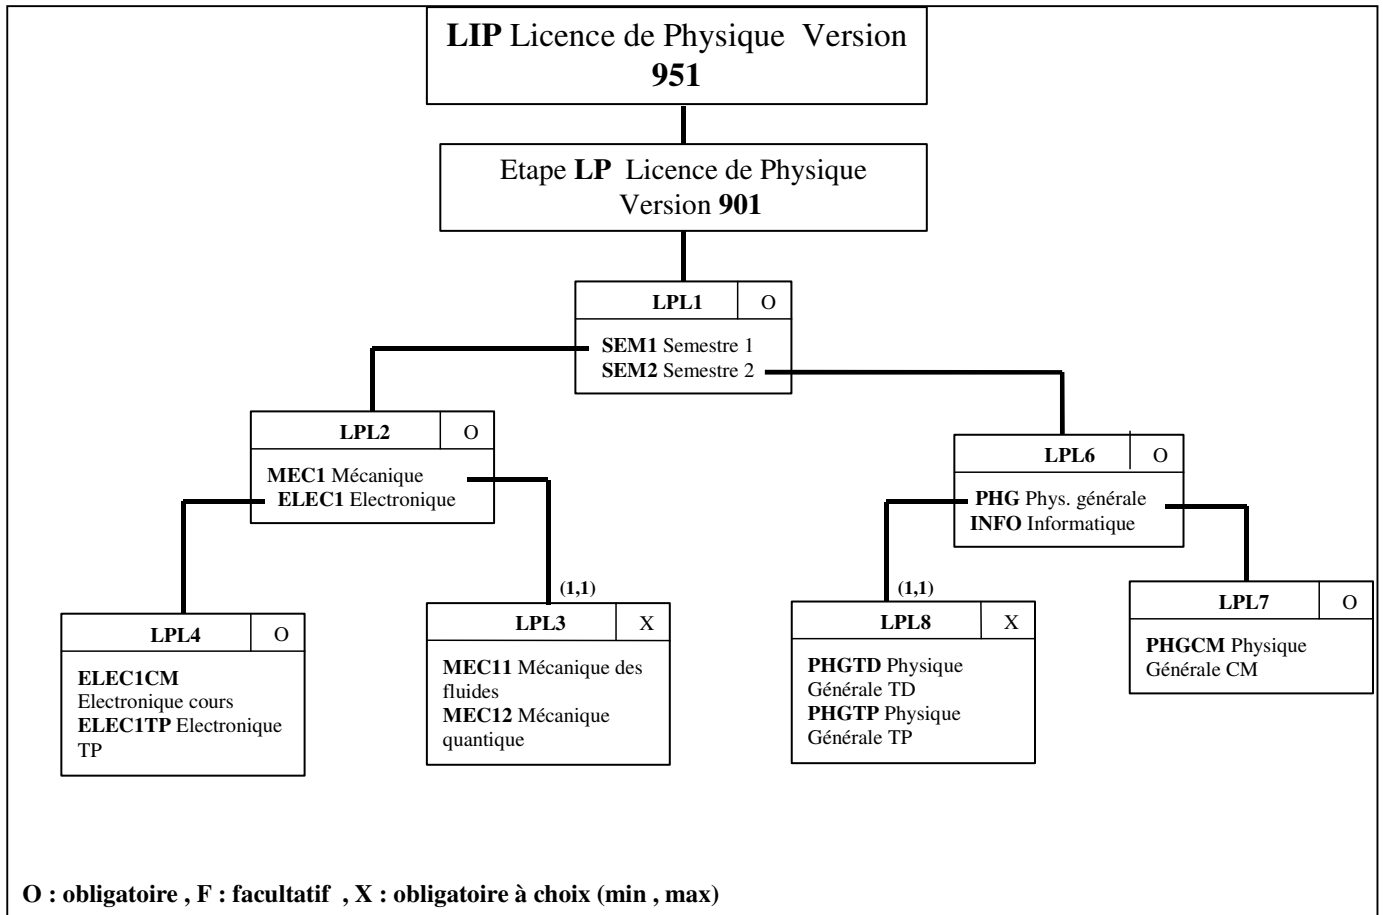 LIP Licence de Physique Version
951
Etape LP Licence de Physique
Version 901
LPL1 O
SEM1 Semestre 1
SEM2 Semestre 2
LPL2 O
MEC1 Mécanique
ELEC1 Electronique
LPL6 O
PHG Phys. générale
INFO Informatique
LPL4 O
ELEC1CM
Electronique cours
ELEC1TP Electronique
TP
(1,1)
LPL3 X
MEC11 Mécanique des
fluides
MEC12 Mécanique
quantique
(1,1)
LPL8 X
PHGTD Physique
Générale TD
PHGTP Physique
Générale TP
LPL7 O
PHGCM Physique
Générale CM
O : obligatoire , F : facultatif , X : obligatoire à choix (min , max)